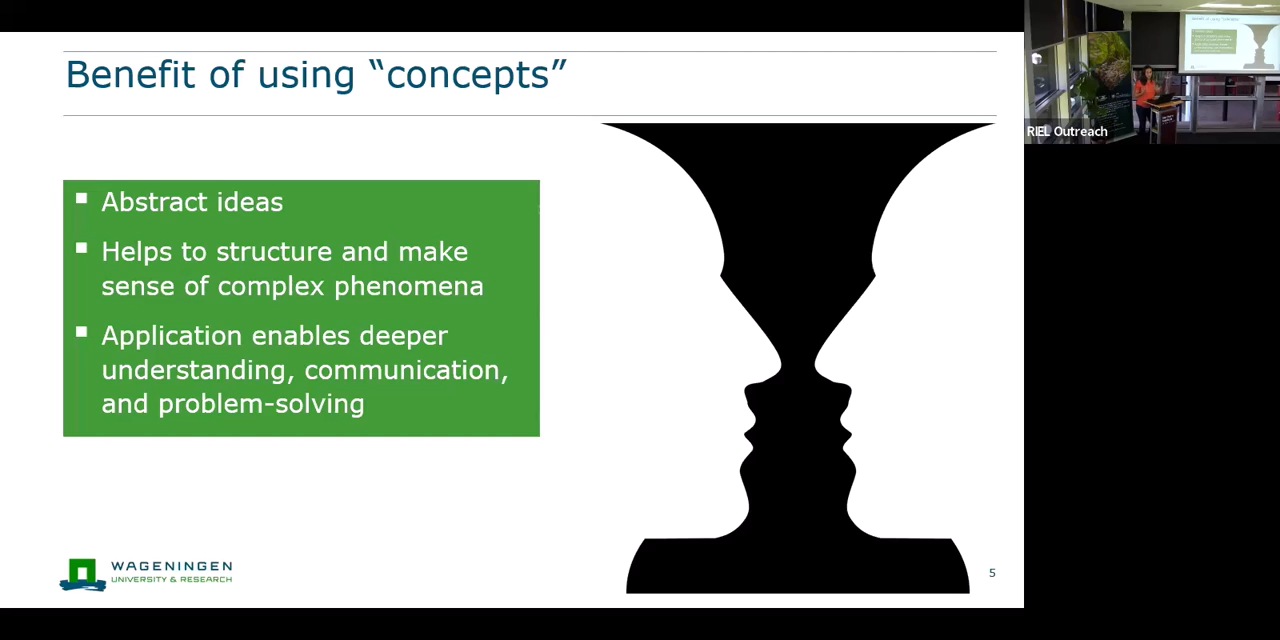 Benefit of using “concepts”
▪ Abstract ideas
▪ Helps to structure and make
sense of complex phenomena
▪ Application enables deeper
understanding, communication,
and problem-solving
WAGENINGEN
UNIVERSITY & RESEARCH
5
RIEL Outreach